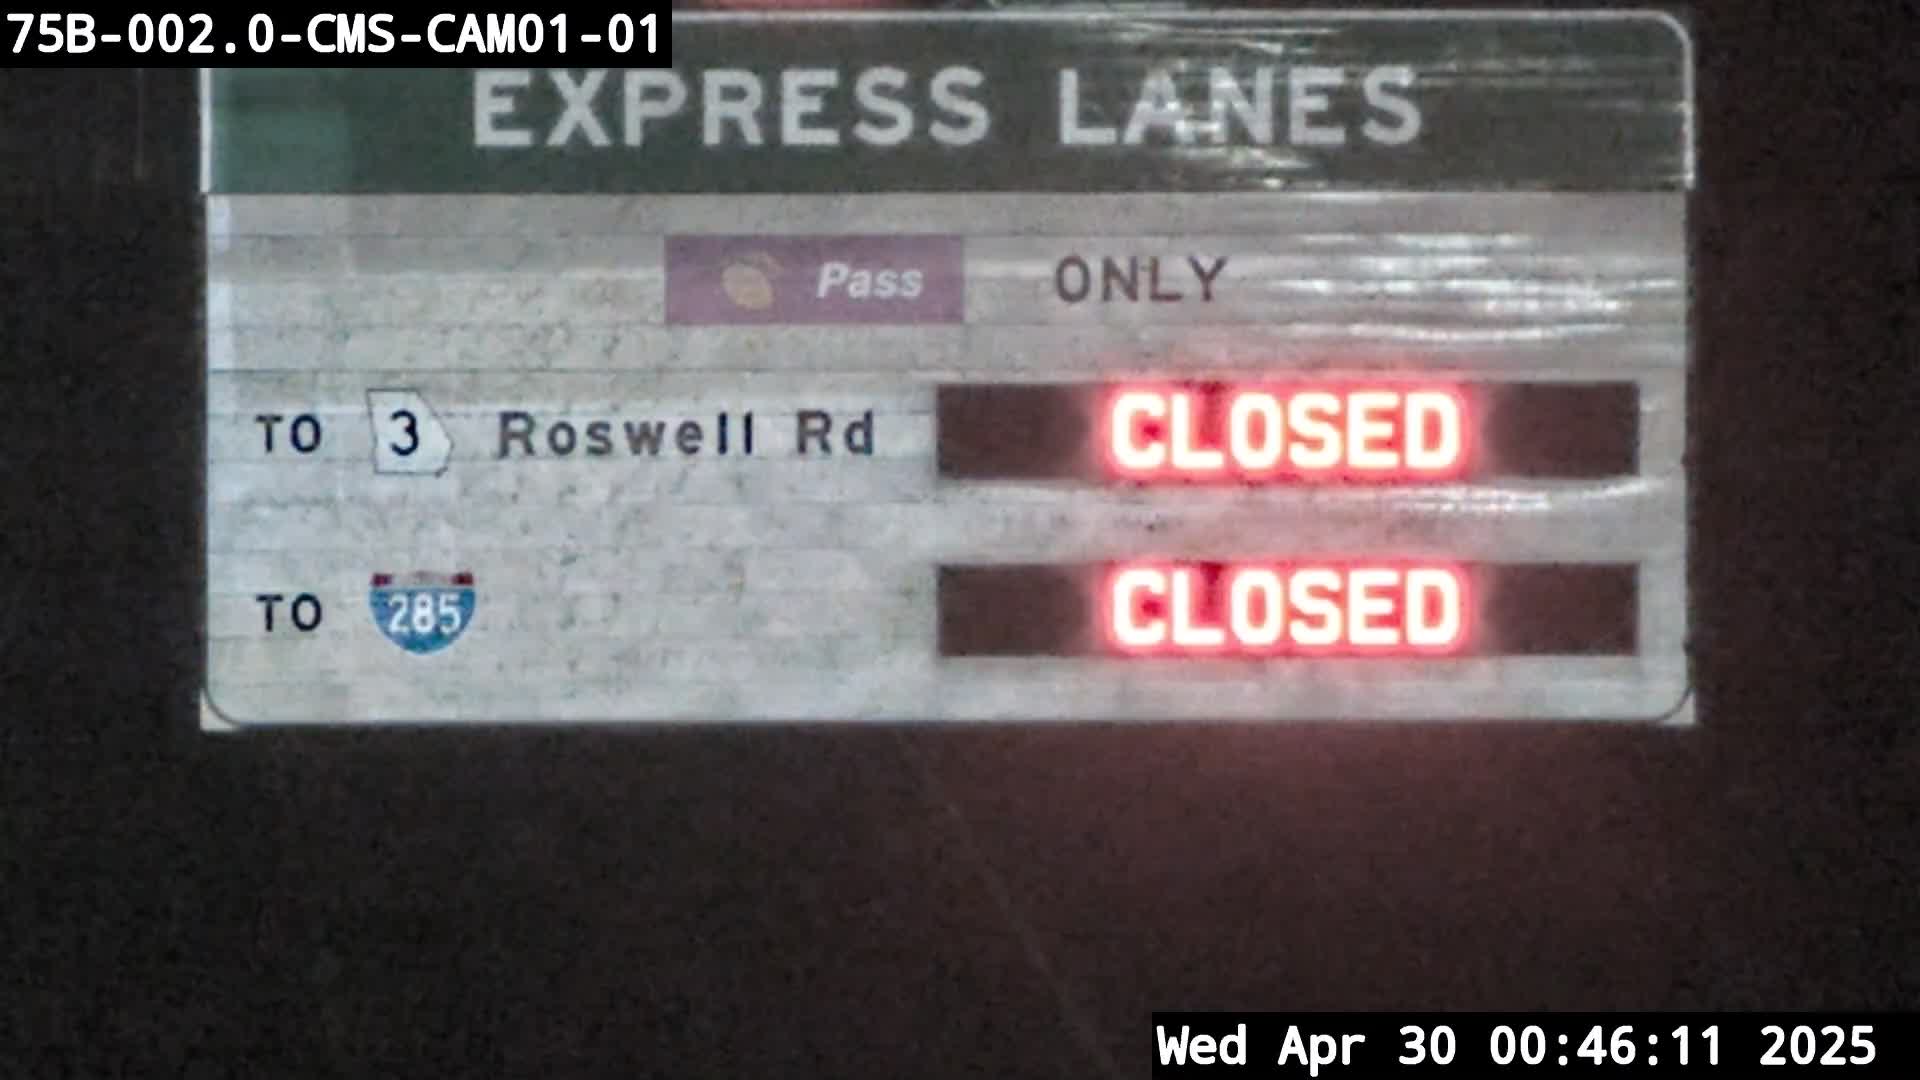 75B-002.0-CMS-CAM01-01
EXPRESS LANES
Pass ONLY
TO 3 Roswell Rd CLOSED
TO 285 CLOSED
Wed Apr 30 00:46:11 2025